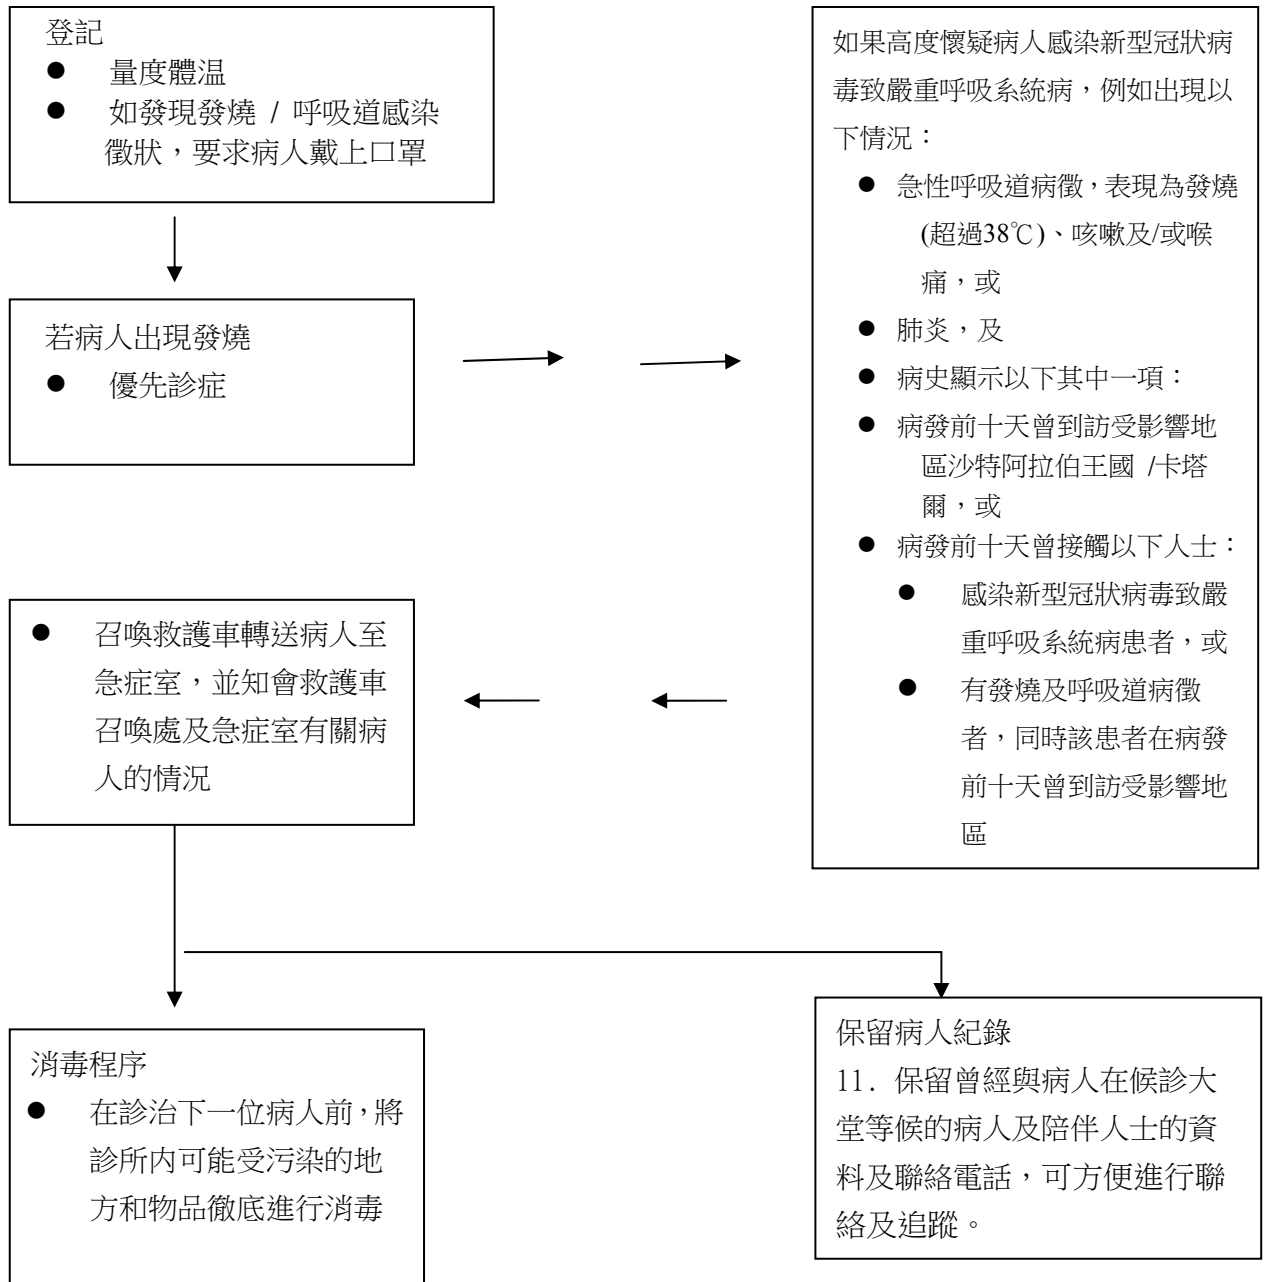 登記
● 量度體温
● 如發現發燒 / 呼吸道感染
徵狀，要求病人戴上口罩
若病人出現發燒
● 優先診症
如果高度懷疑病人感染新型冠狀病
毒致嚴重呼吸系統病，例如出現以
下情況：
● 急性呼吸道病徵，表現為發燒
(超過38℃)、咳嗽及/或喉
痛，或
● 肺炎，及
● 病史顯示以下其中一項：
● 病發前十天曾到訪受影響地
區沙特阿拉伯王國 /卡塔
爾，或
● 病發前十天曾接觸以下人士：
● 感染新型冠狀病毒致嚴
重呼吸系統病患者，或
● 有發燒及呼吸道病徵
者，同時該患者在病發
前十天曾到訪受影響地
區
● 召喚救護車轉送病人至
急症室，並知會救護車
召喚處及急症室有關病
人的情況
消毒程序
● 在診治下一位病人前，將
診所内可能受污染的地
方和物品徹底進行消毒
保留病人紀錄
11. 保留曾經與病人在候診大
堂等候的病人及陪伴人士的資
料及聯絡電話，可方便進行聯
絡及追蹤。